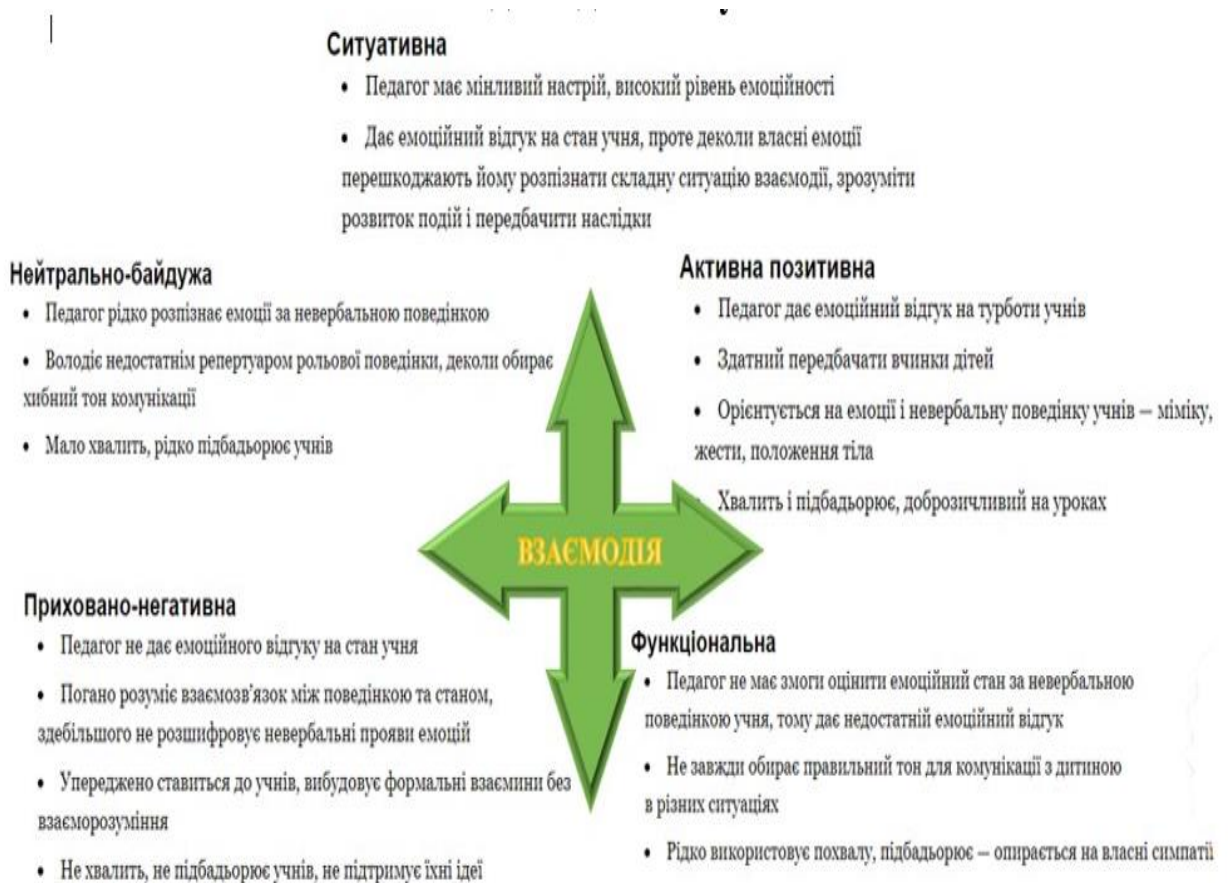 Ситуативна
• Педагог має мінливий настрій, високий рівень емоційності
• Дає емоційний відгук на стан учня, проте деколи власні емоції
перешкоджають йому розпізнати складну ситуацію взаємодії, зрозуміти
розвиток подій і передбачити наслідки
Нейтрально-байдужа
• Педагог рідко розпізнає емоції за невербальною поведінкою
• Володіє недостатнім репертуаром рольової поведінки, деколи обирає
хибний тон комунікації
• Мало хвалить, рідко підбадьорює учнів
Активна позитивна
• Педагог дає емоційний відгук на турботи учнів
• Здатний передбачати вчинки дітей
• Орієнтується на емоції і невербальну поведінку учнів — міміку,
жести, положення тіла
• Хвалить і підбадьорює, доброзичливий на уроках
ВЗАЄМОДІЯ
Приховано-негативна
• Педагог не дає емоційного відгуку на стан учня
• Погано розуміє взаємозв’язок між поведінкою та станом,
здебільшого не розшифровує невербальні прояви емоцій
• Упереджено ставиться до учнів, вибудовує формальні взаємини без
взаєморозуміння
• Не хвалить, не підбадьорює учнів, не підтримує їхні ідеї
Функціональна
• Педагог не має змоги оцінити емоційний стан за невербальною
поведінкою учня, тому дає недостатній емоційний відгук
• Не завжди обирає правильний тон для комунікації з дитиною
в різних ситуаціях
• Рідко використовує похвалу, підбадьорює — опирається на власні симпатії